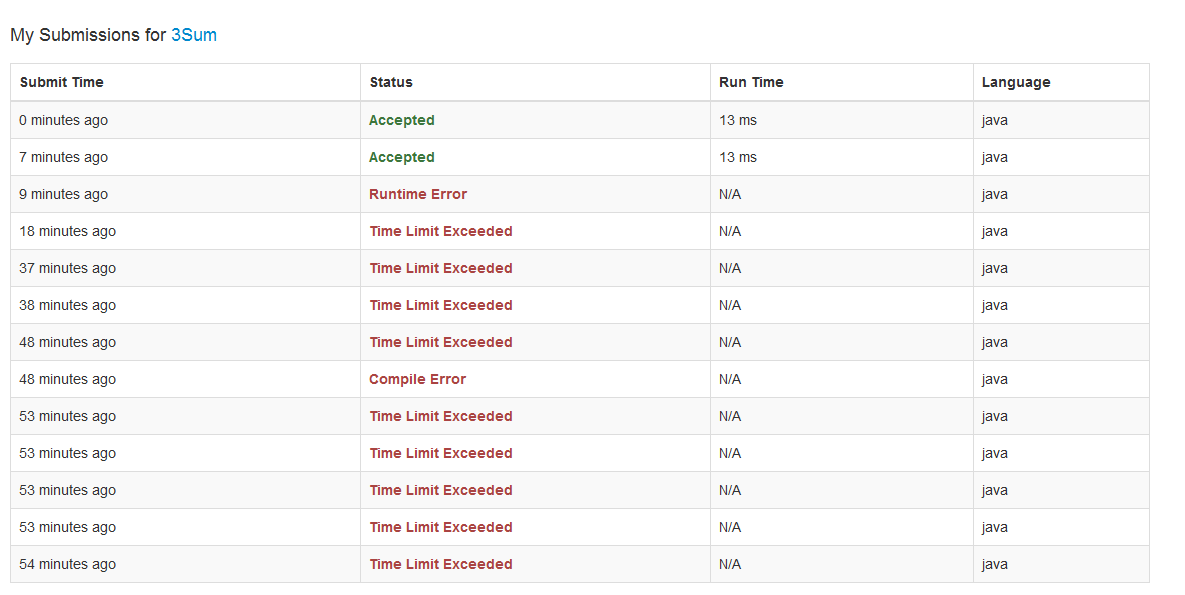 My Submissions for 3Sum
Submit Time Status Run Time Language
0 minutes ago Accepted 13 ms java
7 minutes ago Accepted 13 ms java
9 minutes ago Runtime Error N/A java
18 minutes ago Time Limit Exceeded N/A java
37 minutes ago Time Limit Exceeded N/A java
38 minutes ago Time Limit Exceeded N/A java
48 minutes ago Time Limit Exceeded N/A java
48 minutes ago Compile Error N/A java
53 minutes ago Time Limit Exceeded N/A java
53 minutes ago Time Limit Exceeded N/A java
53 minutes ago Time Limit Exceeded N/A java
53 minutes ago Time Limit Exceeded N/A java
54 minutes ago Time Limit Exceeded N/A java